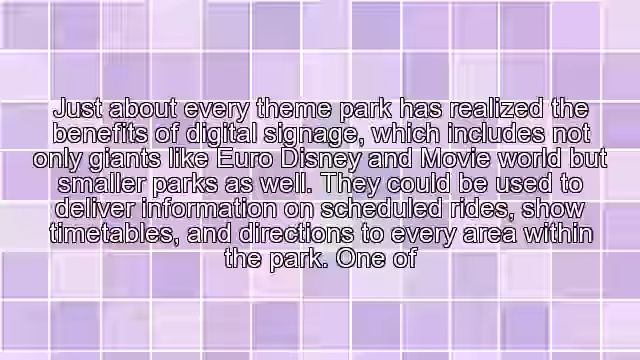 Just about every theme park has realized the
benefits of digital signage, which includes not
only giants like Euro Disney and Movie world but
smaller parks as well. They could be used to
deliver information on scheduled rides, show
timetables, and directions to every area within
the park. One of